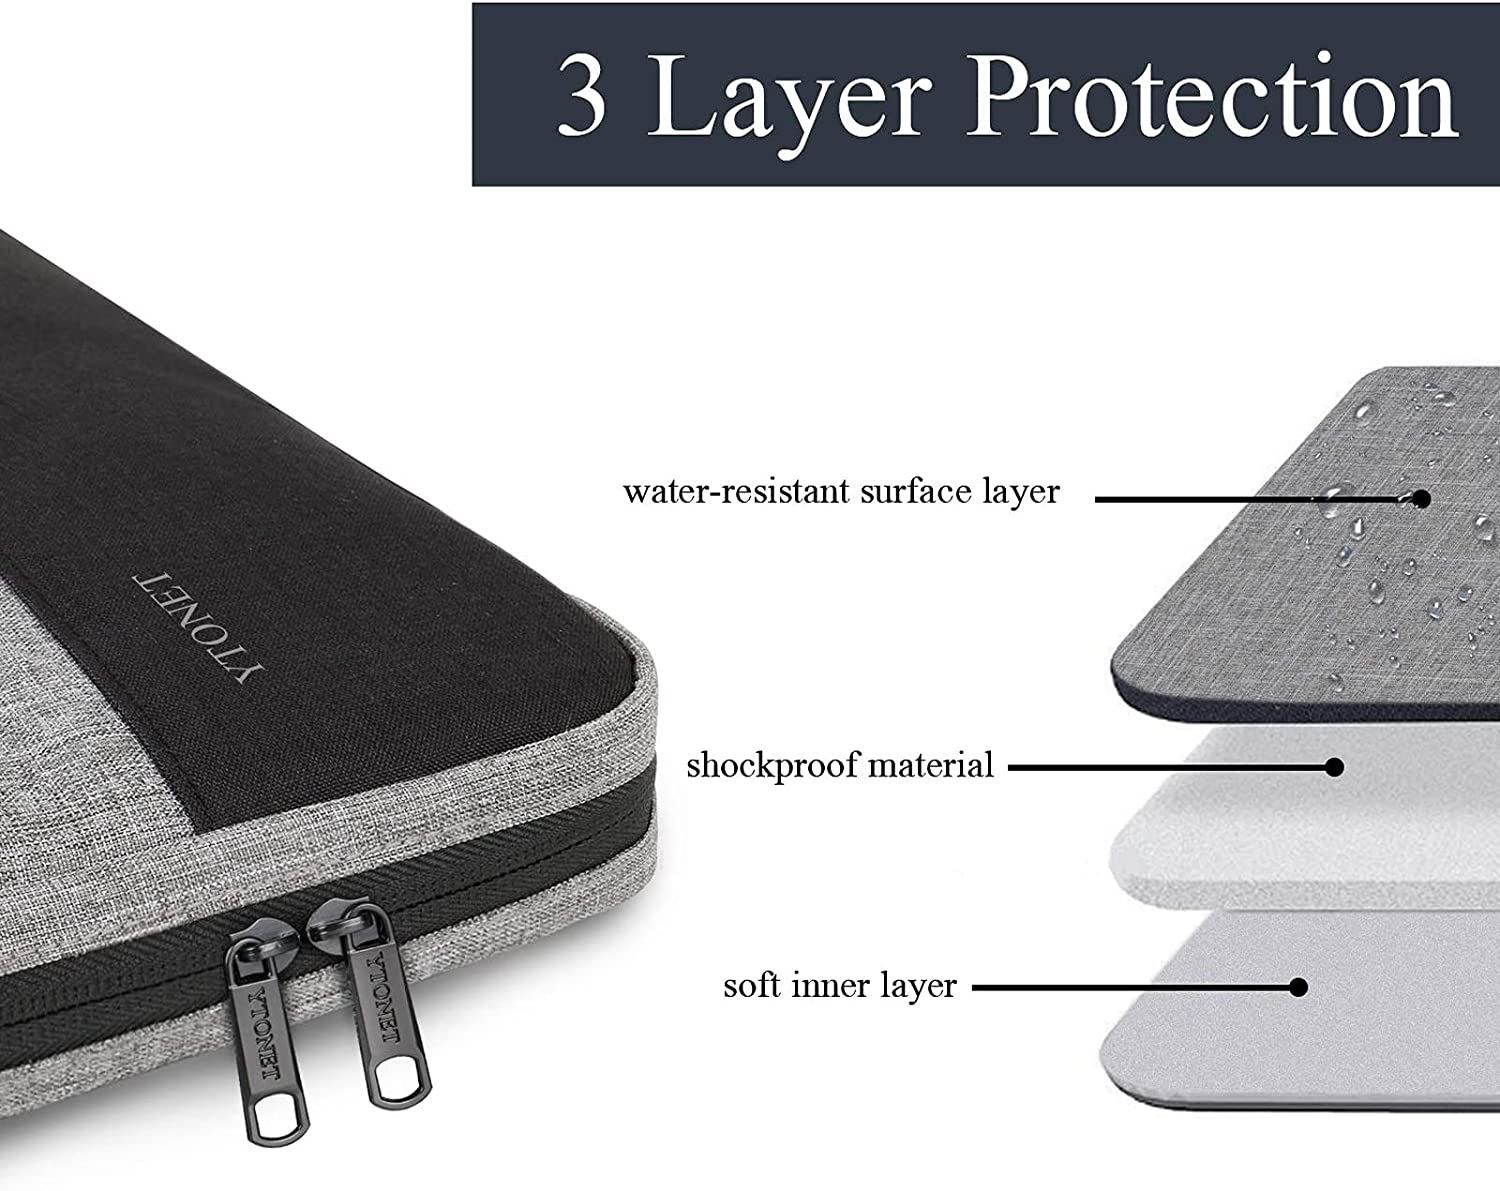 3 Layer Protection
water-resistant surface layer
YTONET
shockproof material
soft inner layer
YTONET
YTONET